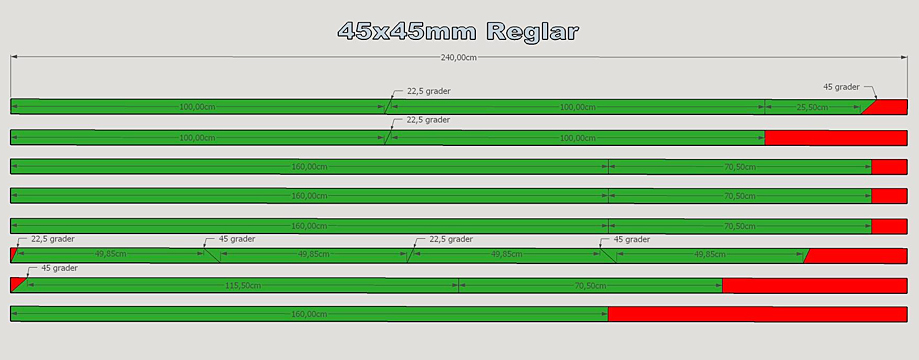 45x45mm Reglar
240,00cm
45 grader
22,5 grader
100,00cm 100,00cm 25,50cm
22,5 grader
100,00cm 100,00cm
160,00cm 70,50cm
160,00cm 70,50cm
160,00cm 70,50cm
22,5 grader 45 grader 22,5 grader 45 grader
49,85cm 49,85cm 49,85cm 49,85cm
45 grader
115,50cm 70,50cm
160,00cm